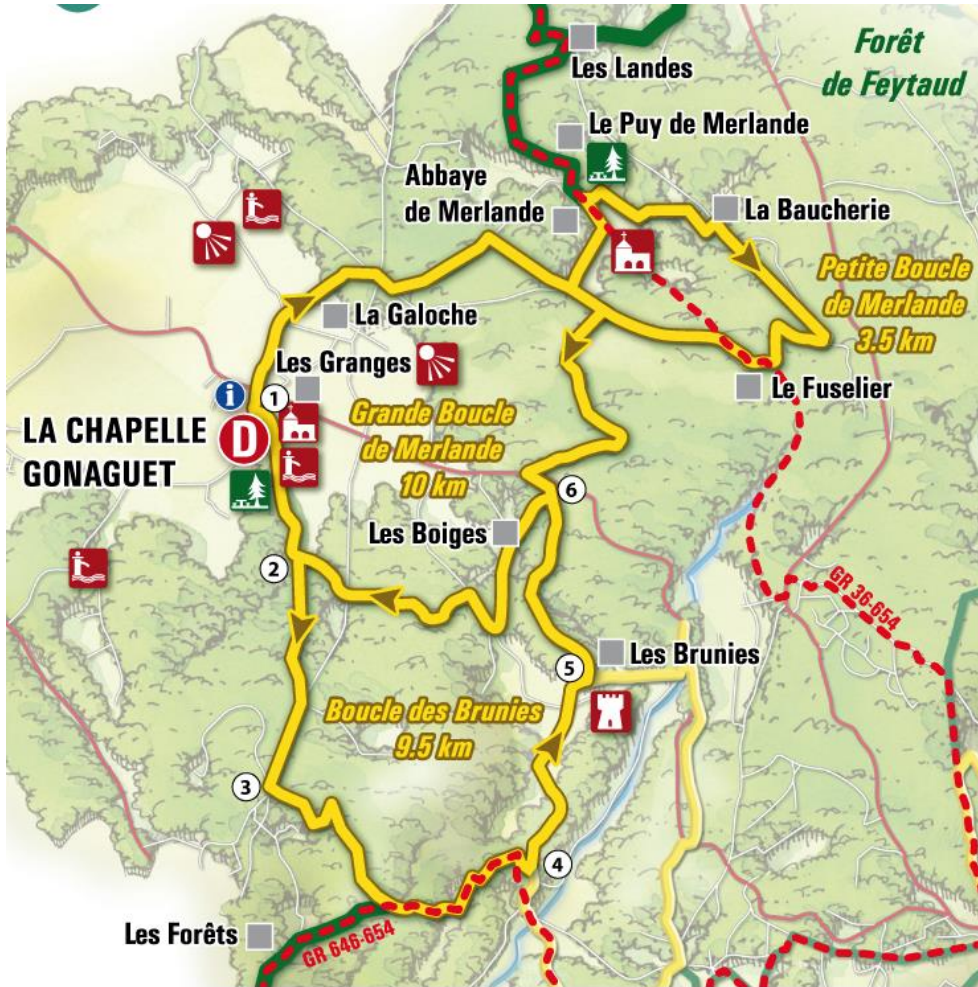 Forêt
de Feytaud
Les Landes
Le Puy de Merlande
Abbaye
de Merlande
La Baucherie
Petite Boucle
de Merlande
3.5 km
La Galoche
Les Granges
Le Fuselier
i
1
D
LA CHAPELLE
GONAGUET
Grande Boucle
de Merlande
10 km
6
Les Boiges
2
GR 36-654
5
Les Brunies
Boucle des Brunies
9.5 km
3
4
Les Forêts
GR 646-654